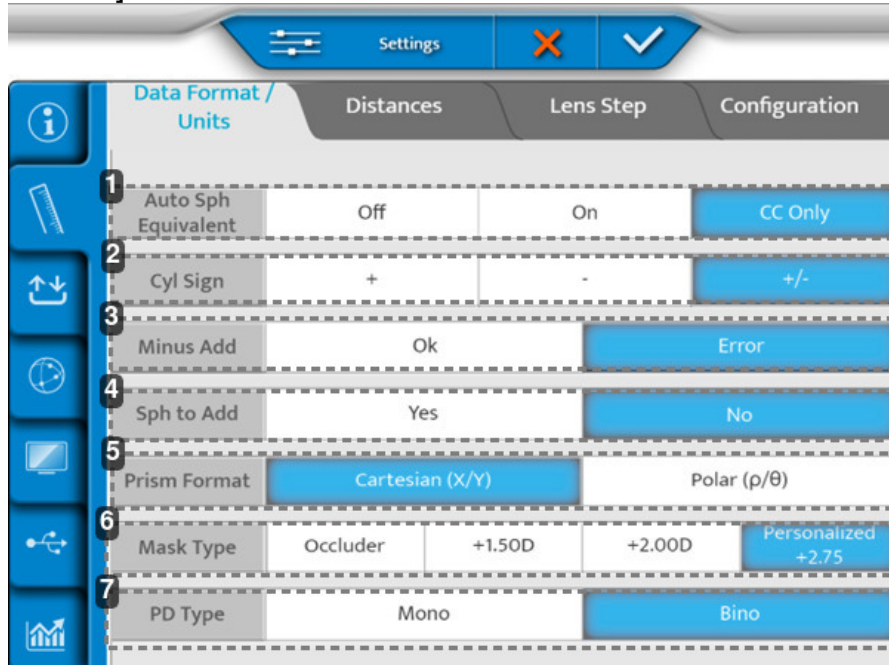 Settings
Data Format /
Units
Distances
Lens Step
Configuration
1
Auto Sph
Equivalent
Off
On
CC Only
2
Cyl Sign
+
-
+/-
3
Minus Add
Ok
Error
4
Sph to Add
Yes
No
5
Prism Format
Cartesian (X/Y)
Polar (ρ/θ)
6
Mask Type
Occluder
+1.50D
+2.00D
Personalized
+2.75
7
PD Type
Mono
Bino